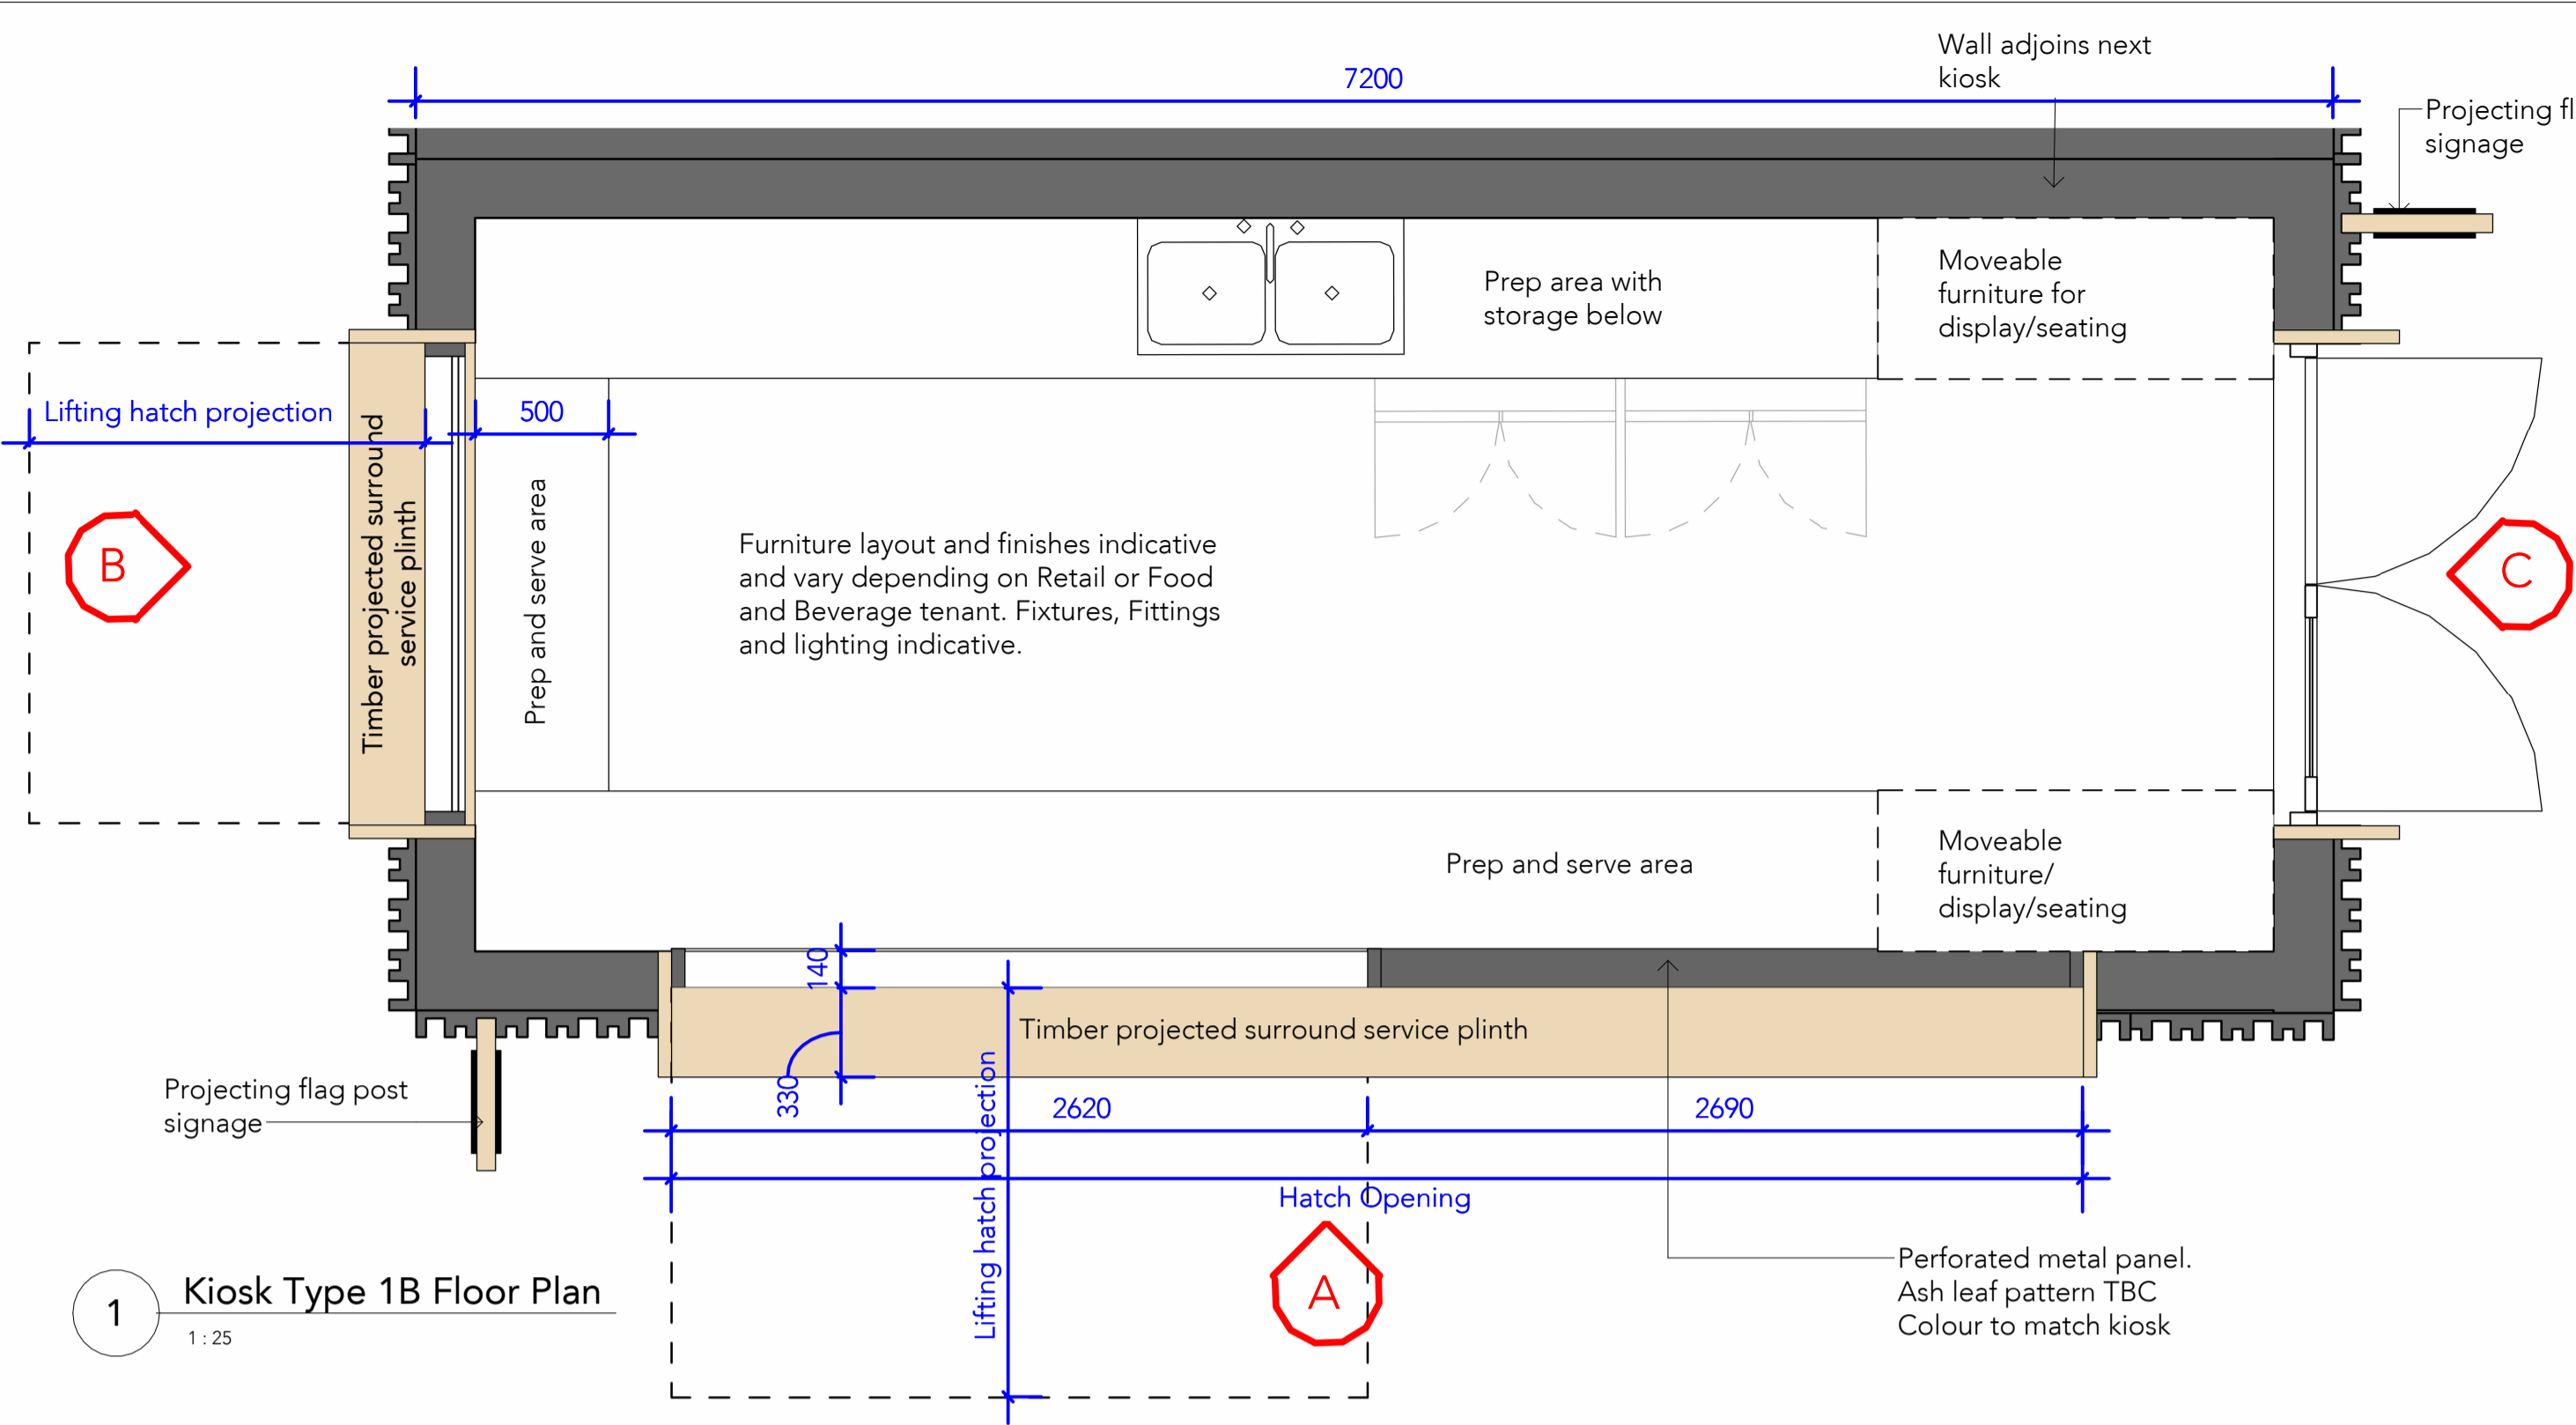 Wall adjoins next
kiosk
7200
Projecting fl
signage
Moveable
furniture for
display/seating
Prep area with
storage below
Lifting hatch projection
500
Timber projected surround
service plinth
Prep and serve area
B
Furniture layout and finishes indicative
and vary depending on Retail or Food
and Beverage tenant. Fixtures, Fittings
and lighting indicative.
C
Prep and serve area
Moveable
furniture/
display/seating
140
Timber projected surround service plinth
330
Lifting hatch projection
2620
2690
Projecting flag post
signage
Hatch Opening
A
Perforated metal panel.
Ash leaf pattern TBC
Colour to match kiosk
1
Kiosk Type 1B Floor Plan
1 : 25